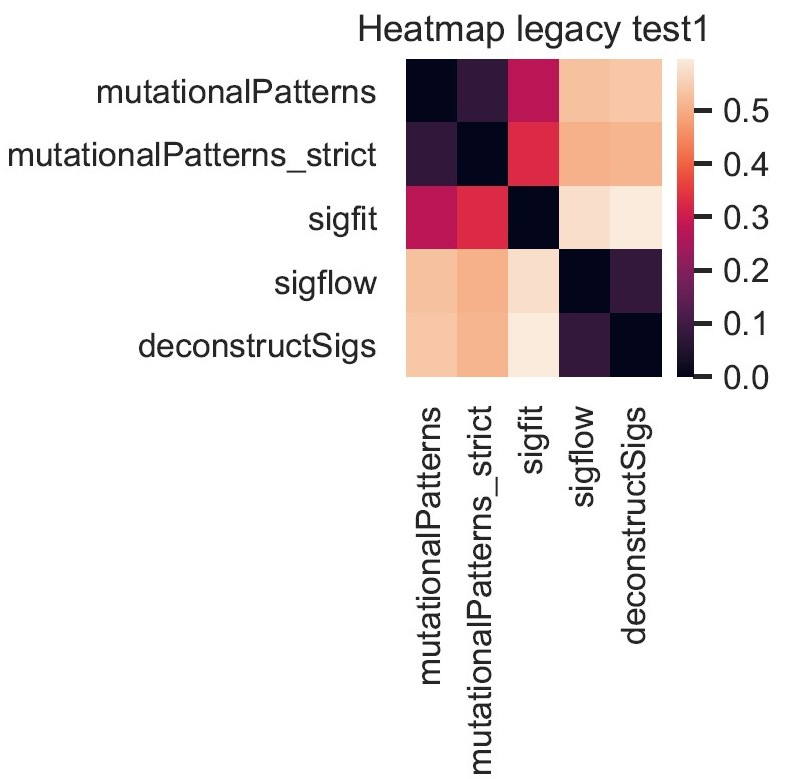 Heatmap legacy test1
mutationalPatterns
mutationalPatterns_strict
sigfit
sigflow
deconstructSigs
0.5
0.4
0.3
0.2
0.1
0.0
mutationalPatterns
mutationalPatterns_strict
sigfit
sigflow
deconstructSigs